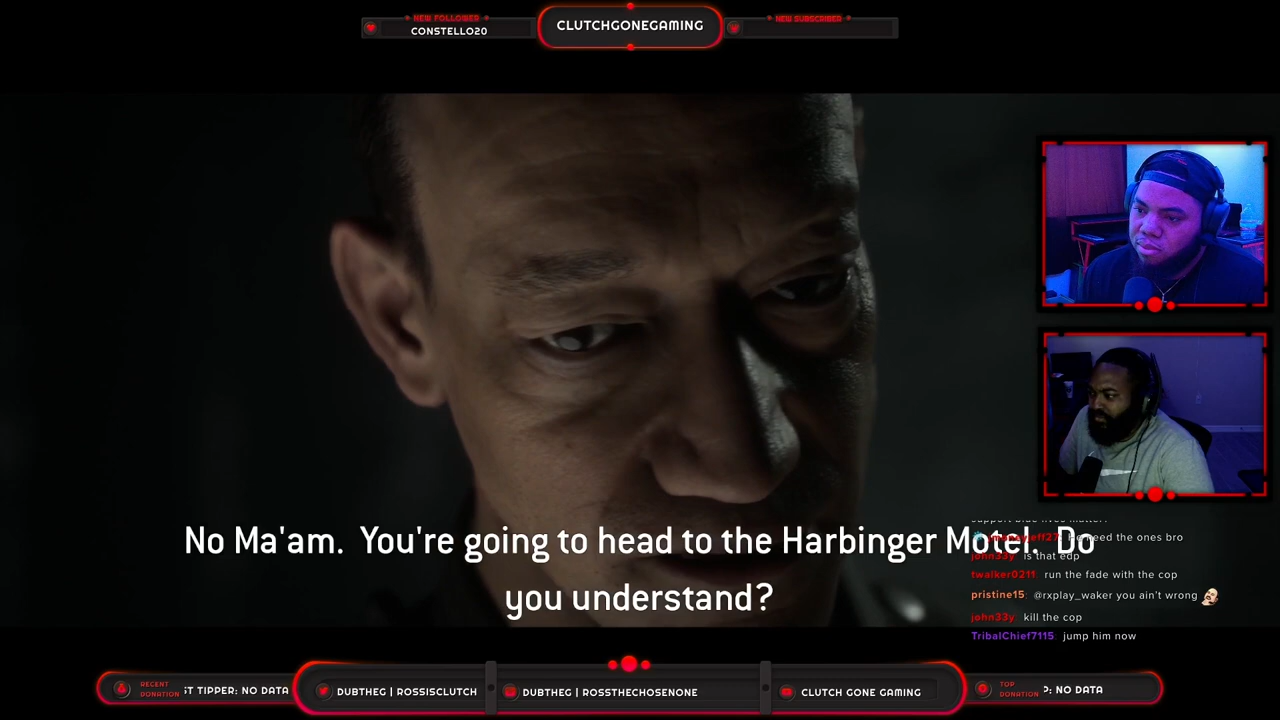 NEW FOLLOWER
CONSTELLO20
CLUTCHGONEGAMING
NEW SUBSCRIBER
No Ma'am. You're going to head to the Harbinger Motel. Do
you understand?
need the ones bro
john33y: is that edp
twalker0211: run the fade with the cop
pristine15: @rxplay_waker you ain't wrong
john33y: kill the cop
TribalChief7115: jump him now
RECENT
DONATION
ST TIPPER: NO DATA
DUBTHEG | ROSSISCLUTCH
DUBTHEG | ROSSTHECHOSENONE
CLUTCH GONE GAMING
TOP
DONATION
P: NO DATA